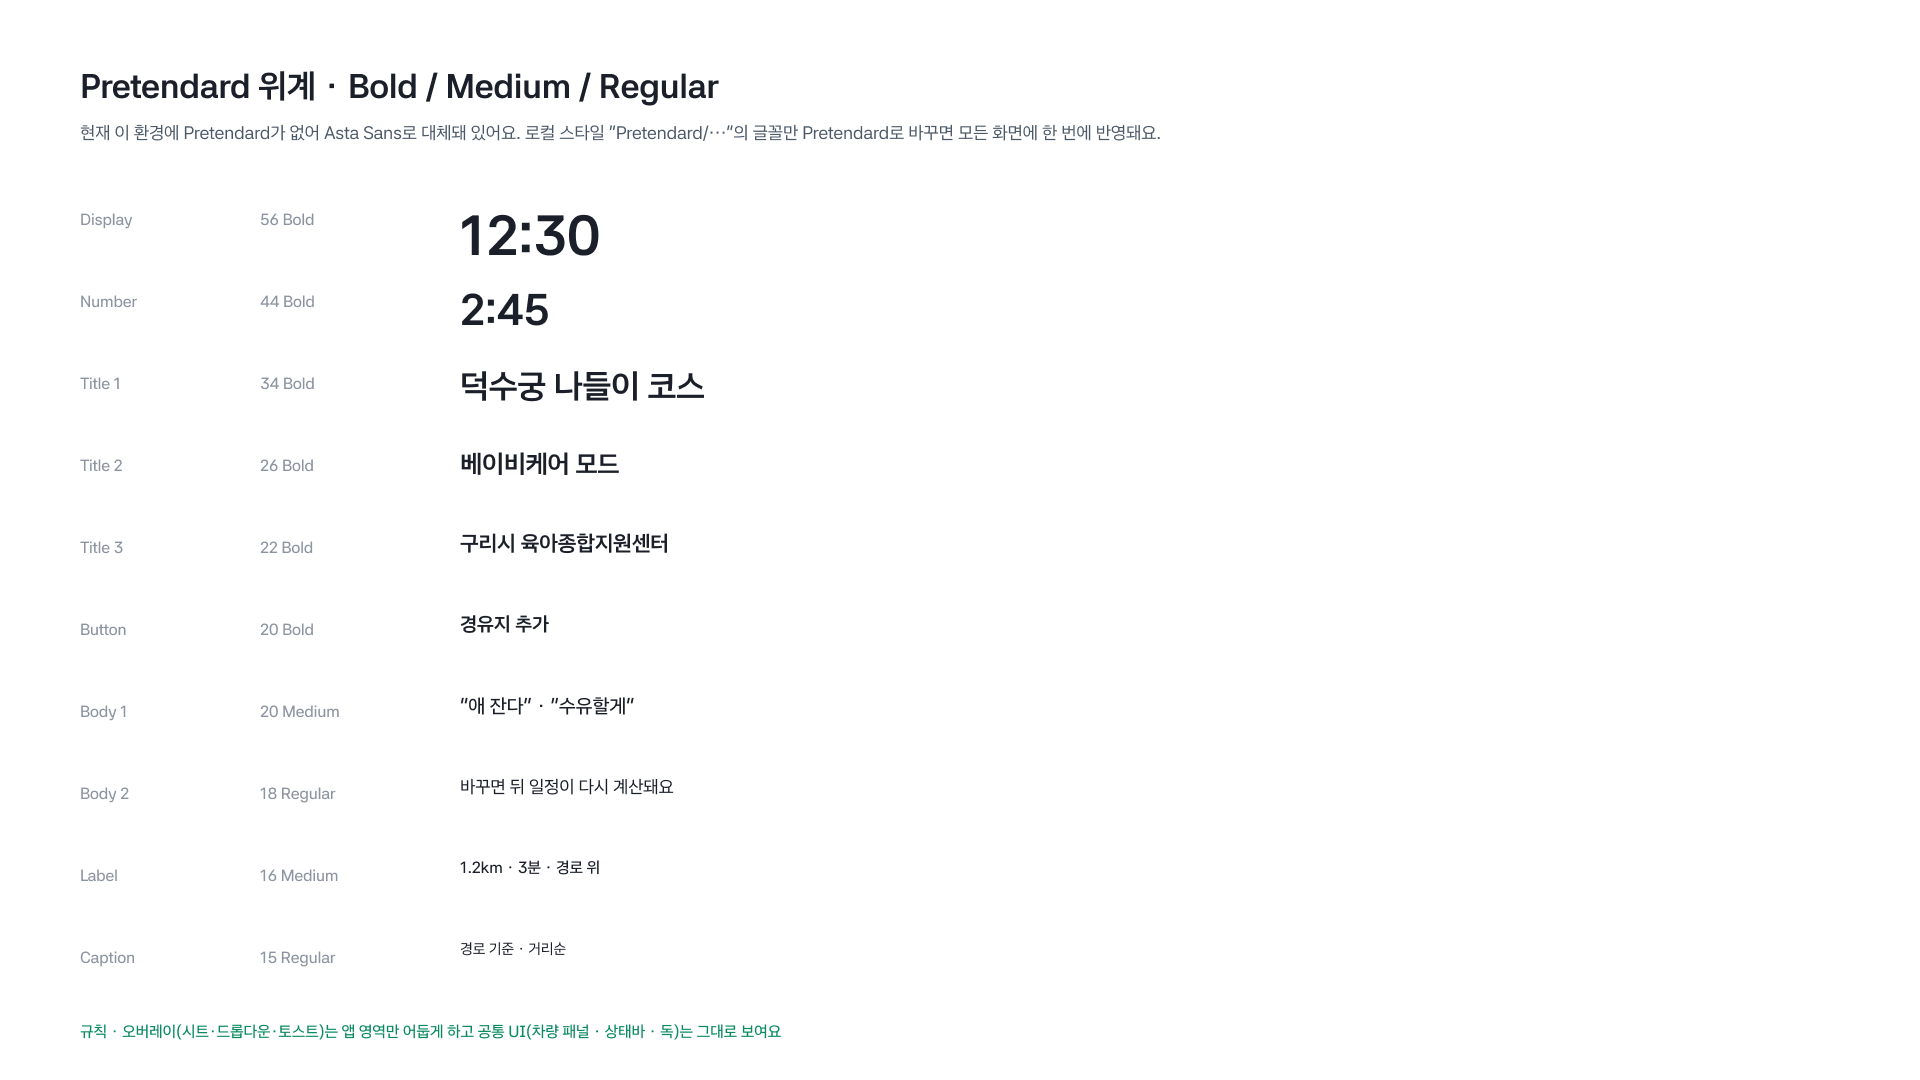 Pretendard 위계 · Bold / Medium / Regular
현재 이 환경에 Pretendard가 없어 Asta Sans로 대체돼 있어요. 로컬 스타일 "Pretendard/…"의 글꼴만 Pretendard로 바꾸면 모든 화면에 한 번에 반영돼요.
Display 56 Bold 12:30
Number 44 Bold 2:45
Title 1 34 Bold 덕수궁 나들이 코스
Title 2 26 Bold 베이비케어 모드
Title 3 22 Bold 구리시 육아종합지원센터
Button 20 Bold 경유지 추가
Body 1 20 Medium "애 잔다" · "수유할게"
Body 2 18 Regular 바꾸면 뒤 일정이 다시 계산돼요
Label 16 Medium 1.2km · 3분 · 경로 위
Caption 15 Regular 경로 기준 · 거리순
규칙 · 오버레이(시트·드롭다운·토스트)는 앱 영역만 어둡게 하고 공통 UI(차량 패널 · 상태바 · 독)는 그대로 보여요